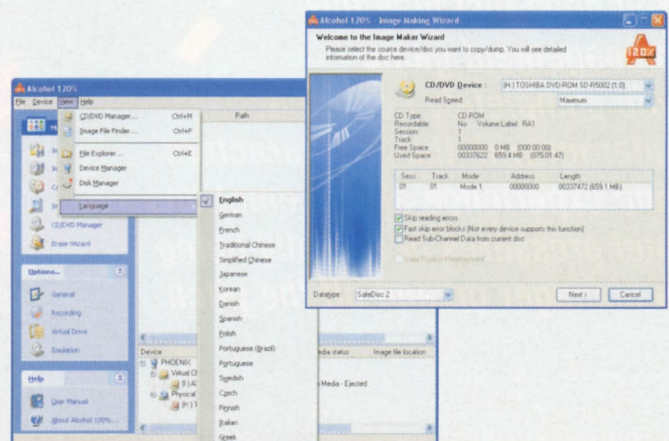 Alcohol 120% - Image Making Wizard
Welcome to the Image Maker Wizard
Please select the source device/disc you want to copy/dump. You will see detailed
information of the disc here.
120%
CD/DVD Device : (H:) TOSHIBA DVD-ROM SD-R5002 (1.0)
Read Speed: Maximum
CD Type: CD-ROM
Recordable No Volume Label: RA1
Session: 1
Track: 1
Free Space 00000000 0 MB (000:00:00)
Used Space 00337622 659.4 MB (075:01:47)
Sess... Track Mode Address Length
01 01 Mode 1 00000000 00337472 (659.1 MB)
Skip reading errors
Fast skip error blocks (Not every device supports this function)
Read Sub-Channel Data from current disc
Datatype : SafeDisc 2
Next > Cancel
Alcohol 120%
File Device View Help
CD/DVD Manager... Ctrl+M
Image File Finder... Ctrl+F
File Explorer... Ctrl+E
Device Manager
Disk Manager
Language
Path
English
German
French
Traditional Chinese
Simplified Chinese
Japanese
Korean
Danish
Spanish
Polish
Portuguese (Brazil)
Portuguese
Swedish
Czech
Finnish
Italian
Greek
CD/DVD Manager
Erase Wizard
Options...
General
Recording
Virtual Drive
Emulation
Help
User Manual
About Alcohol 120%...
Device
PHOENIX
Virtual C
Physical
(H:) T
media status Image file location
Media - Ejected